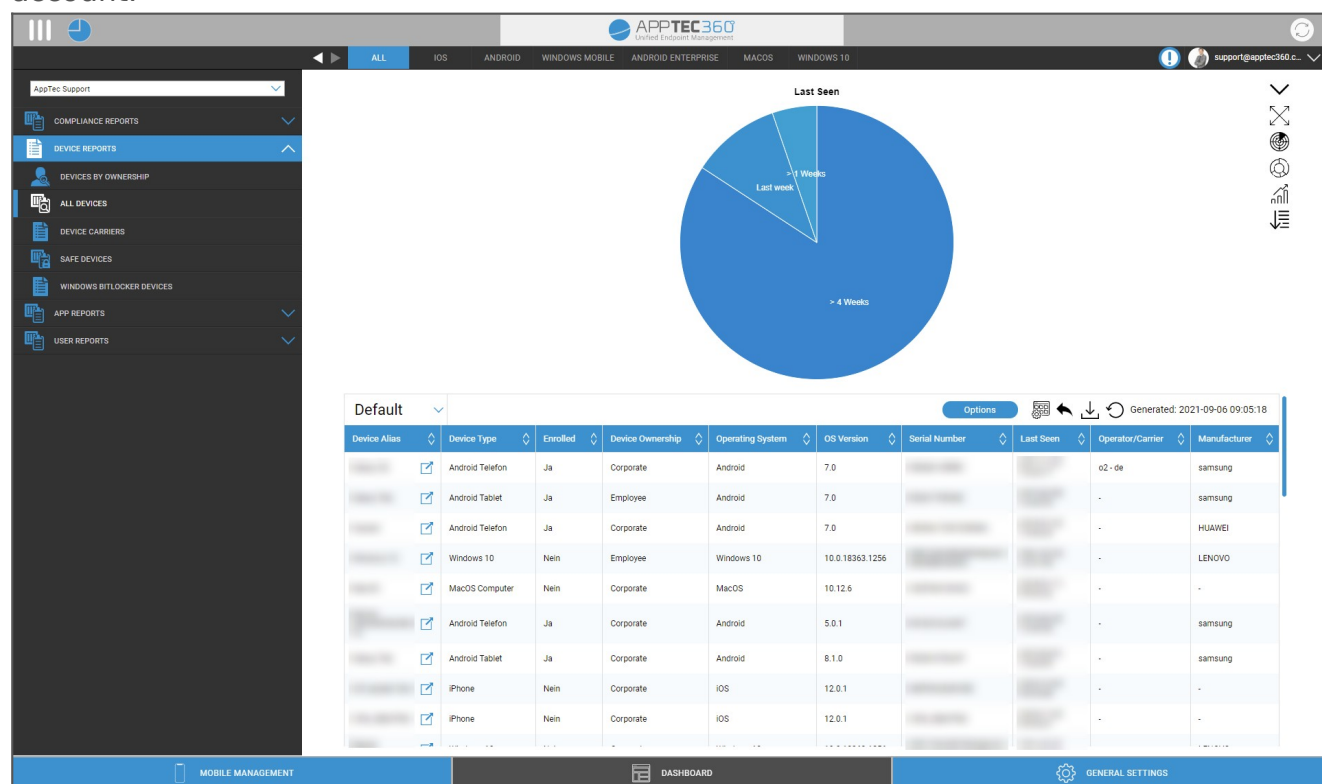 account.
APPTEC360
Unified Endpoint Management
ALL IOS ANDROID WINDOWS MOBILE ANDROID ENTERPRISE MACOS WINDOWS 10
support@apptec360.c...
AppTec Support
COMPLIANCE REPORTS
DEVICE REPORTS
DEVICES BY OWNERSHIP
ALL DEVICES
DEVICE CARRIERS
SAFE DEVICES
WINDOWS BITLOCKER DEVICES
APP REPORTS
USER REPORTS
Last Seen
> 1 Weeks
Last week
> 4 Weeks
Default Options Generated: 2021-09-06 09:05:18
Device Alias Device Type Enrolled Device Ownership Operating System OS Version Serial Number Last Seen Operator/Carrier Manufacturer
Android Telefon Ja Corporate Android 7.0 o2 - de samsung
Android Tablet Ja Employee Android 7.0 - samsung
Android Telefon Ja Corporate Android 7.0 - HUAWEI
Windows 10 Nein Employee Windows 10 10.0.18363.1256 - LENOVO
MacOS Computer Nein Corporate MacOS 10.12.6 - -
Android Telefon Ja Corporate Android 5.0.1 - samsung
Android Tablet Ja Corporate Android 8.1.0 - samsung
iPhone Nein Corporate iOS 12.0.1 - -
iPhone Nein Corporate iOS 12.0.1 - -
MOBILE MANAGEMENT DASHBOARD GENERAL SETTINGS